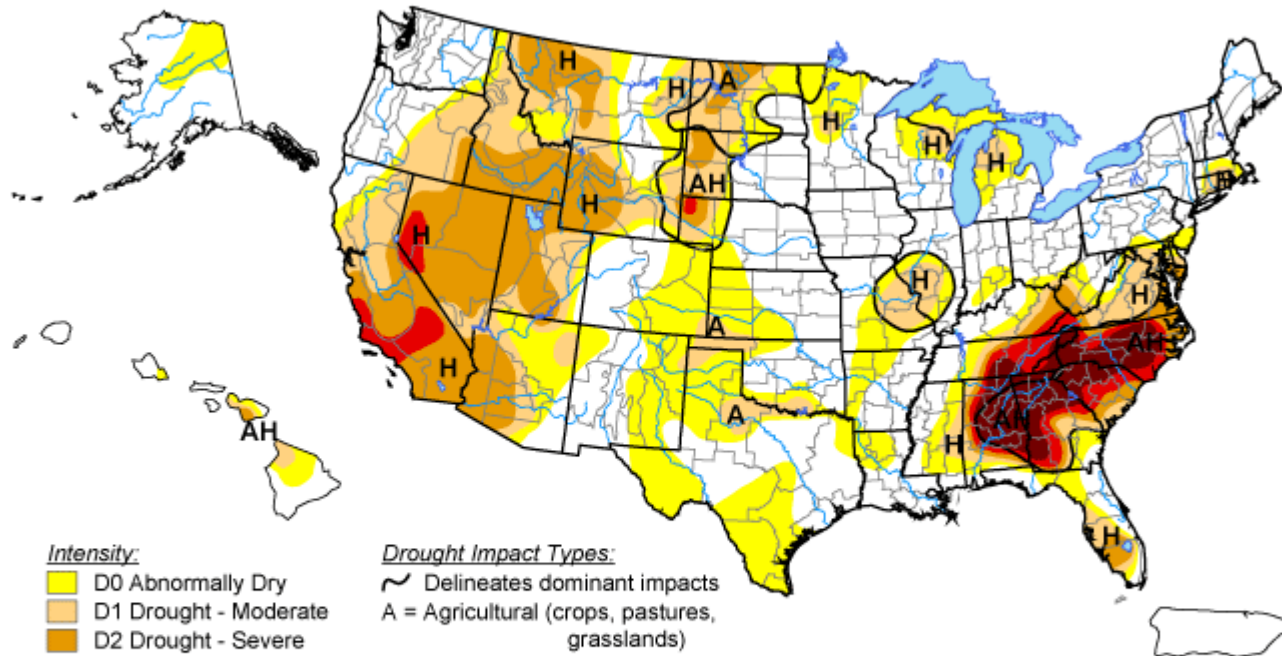 H
A
H
H
H
H
AH
H
H
H
H
H
A
AH
H
A
H
AH
AH
H
H
Intensity:
D0 Abnormally Dry
D1 Drought - Moderate
D2 Drought - Severe
Drought Impact Types:
Delineates dominant impacts
A = Agricultural (crops, pastures,
grasslands)